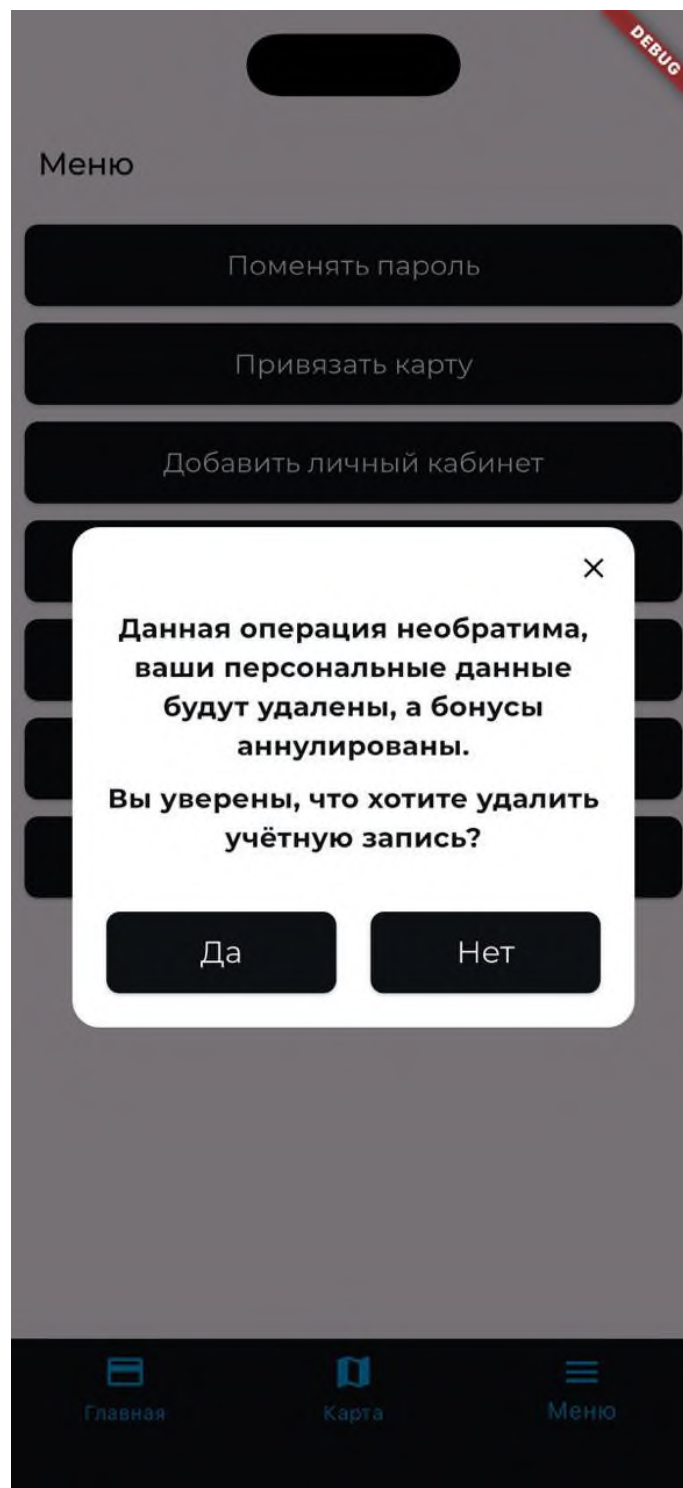 DEBUG
Меню
Поменять пароль
Привязать карту
Добавить личный кабинет
Данная операция необратима,
ваши персональные данные
будут удалены, а бонусы
аннулированы.
Вы уверены, что хотите удалить
учётную запись?
Да
Нет
Главная
Карта
Меню